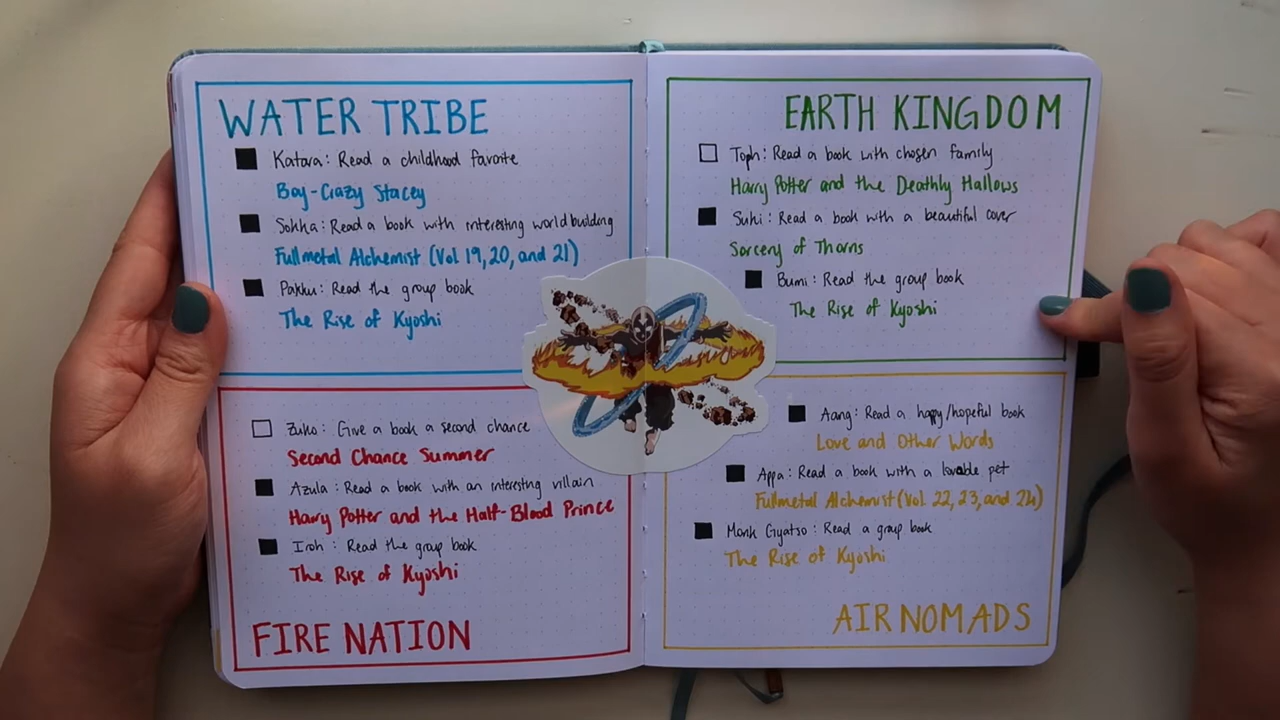 WATER TRIBE
Katara: Read a childhood favorite
Boy-Crazy Stacey
Sokka: Read a book with interesting world building
Fullmetal Alchemist (Vol 19, 20, and 21)
Pakku: Read the group book
The Rise of Kyoshi
EARTH KINGDOM
Toph: Read a book with chosen family
Harry Potter and the Deathly Hallows
Suki: Read a book with a beautiful cover
Sorcery of Thorns
Bumi: Read the group book
The Rise of Kyoshi
Zuko: Give a book a second chance
Second Chance Summer
Azula: Read a book with an interesting villain
Harry Potter and the Half-Blood Prince
Iroh: Read the group book
The Rise of Kyoshi
FIRE NATION
Aang: Read a happy/hopeful book
Love and Other Words
Appa: Read a book with a lovable pet
Fullmetal Alchemist (Vol. 22, 23, and 24)
Monk Gyatso: Read a group book
The Rise of Kyoshi
AIR NOMADS